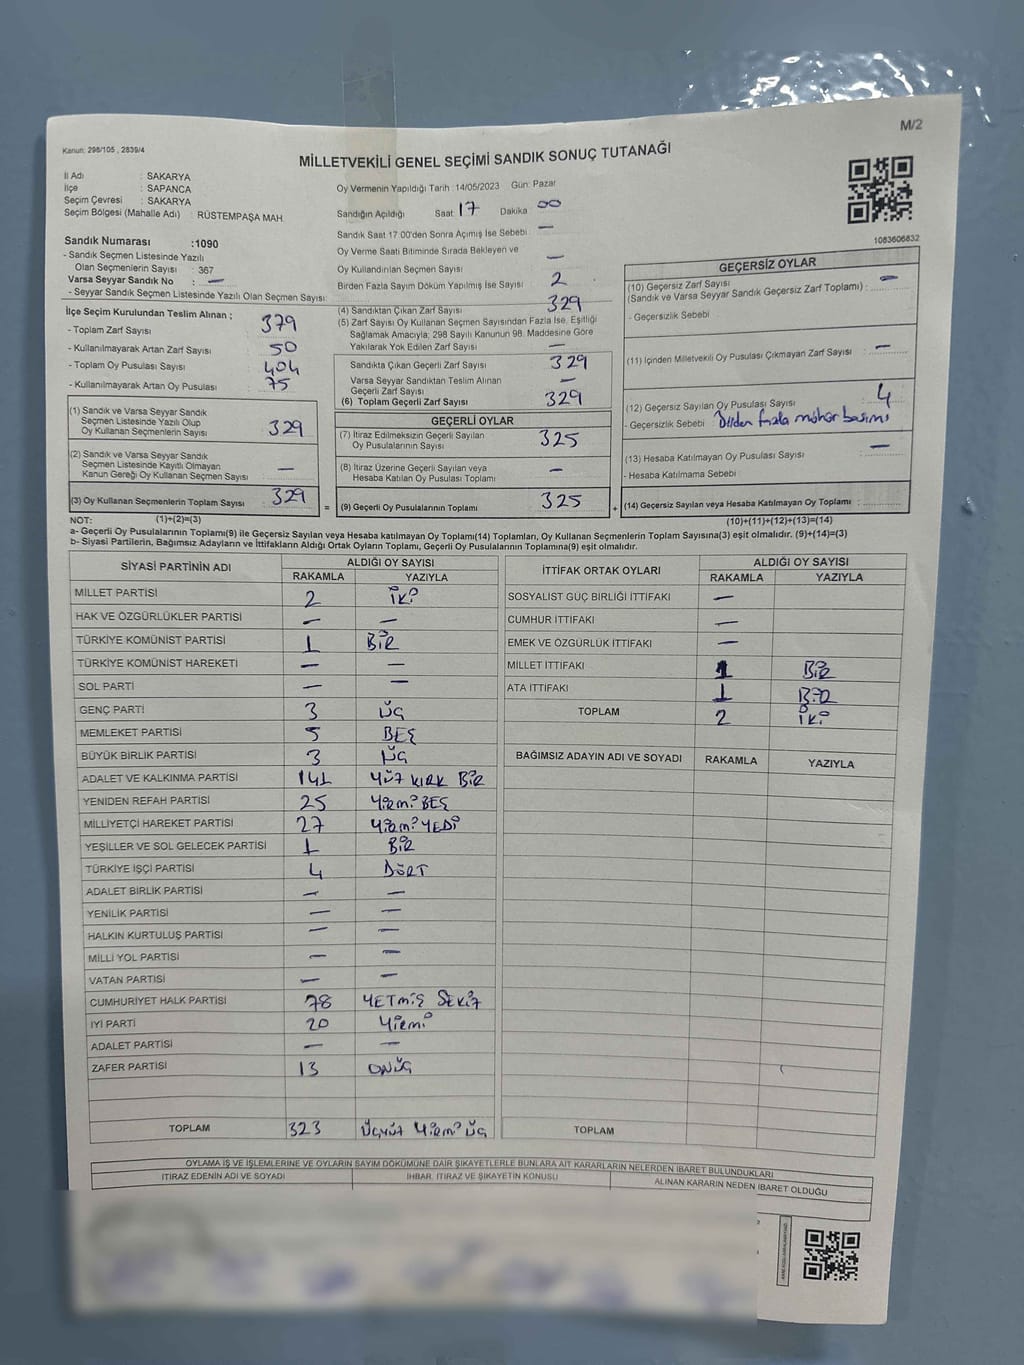 M/2
Kanun: 298/105 , 2839/4
MİLLETVEKİLİ GENEL SEÇİMİ SANDIK SONUÇ TUTANAĞI
İl Adı : SAKARYA
İlçe : SAPANCA
Seçim Çevresi : SAKARYA
Seçim Bölgesi (Mahalle Adı) : RÜSTEMPAŞA MAH
Sandık Numarası :1090
- Sandık Seçmen Listesinde Yazılı
Olan Seçmenlerin Sayısı : 367
Varsa Seyyar Sandık No : —
- Seyyar Sandık Seçmen Listesinde Yazılı Olan Seçmen Sayısı:
Oy Vermenin Yapıldığı Tarih :14/05/2023 Gün: Pazar
Sandığın Açıldığı Saat 17 Dakika 00
Sandık Saat 17:00'den Sonra Açımış İse Sebebi —
Oy Verme Saati Bitiminde Sırada Bekleyen ve
Oy Kullandırılan Seçmen Sayısı —
Birden Fazla Sayım Döküm Yapılmış İse Sayısı 2
1083606832
İlçe Seçim Kurulundan Teslim Alınan ;
- Toplam Zarf Sayısı 379
- Kullanılmayarak Artan Zarf Sayısı 50
- Toplam Oy Pusulası Sayısı 404
- Kullanılmayarak Artan Oy Pusulası 75
(1) Sandık ve Varsa Seyyar Sandık
Seçmen Listesinde Yazılı Olup
Oy Kullanan Seçmenlerin Sayısı 329
(2) Sandık ve Varsa Seyyar Sandık
Seçmen Listesinde Kayıtlı Olmayan
Kanun Gereği Oy Kullanan Seçmen Sayısı —
(3) Oy Kullanan Seçmenlerin Toplam Sayısı 329
(4) Sandıktan Çıkan Zarf Sayısı 329
(5) Zarf Sayısı Oy Kullanan Seçmen Sayısından Fazla İse, Eşitliği
Sağlamak Amacıyla, 298 Sayılı Kanunun 98. Maddesine Göre
Yakılarak Yok Edilen Zarf Sayısı —
Sandıkta Çıkan Geçerli Zarf Sayısı 329
Varsa Seyyar Sandıktan Teslim Alınan
Geçerli Zarf Sayısı —
(6) Toplam Geçerli Zarf Sayısı 329
GEÇERLİ OYLAR
(7) İtiraz Edilmeksizin Geçerli Sayılan
Oy Pusulalarının Sayısı 325
(8) İtiraz Üzerine Geçerli Sayılan veya
Hesaba Katılan Oy Pusulası Toplamı —
= (9) Geçerli Oy Pusulalarının Toplamı 325 +
GEÇERSİZ OYLAR
(10) Geçersiz Zarf Sayısı
(Sandık ve Varsa Seyyar Sandık Geçersiz Zarf Toplamı) : —
- Geçersizlik Sebebi
(11) İçinden Milletvekili Oy Pusulası Çıkmayan Zarf Sayısı : —
(12) Geçersiz Sayılan Oy Pusulası Sayısı : 4
- Geçersizlik Sebebi fazla mühür basımı
(13) Hesaba Katılmayan Oy Pusulası Sayısı : —
- Hesaba Katılmama Sebebi
(14) Geçersiz Sayılan veya Hesaba Katılmayan Oy Toplamı
NOT: (1)+(2)=(3)
(10)+(11)+(12)+(13)=(14)
a- Geçerli Oy Pusulalarının Toplamı(9) ile Geçersiz Sayılan veya Hesaba katılmayan Oy Toplamı(14) Toplamları, Oy Kullanan Seçmenlerin Toplam Sayısına(3) eşit olmalıdır. (9)+(14)=(3)
b- Siyasi Partilerin, Bağımsız Adayların ve İttifakların Aldığı Ortak Oyların Toplamı, Geçerli Oy Pusulalarının Toplamına(9) eşit olmalıdır.
SİYASİ PARTİNİN ADI ALDIĞI OY SAYISI
RAKAMLA YAZIYLA
MİLLET PARTİSİ 2 İKİ
HAK VE ÖZGÜRLÜKLER PARTİSİ — —
TÜRKİYE KOMÜNİST PARTİSİ 1 BİR
TÜRKİYE KOMÜNİST HAREKETİ — —
SOL PARTİ — —
GENÇ PARTİ 3 ÜÇ
MEMLEKET PARTİSİ 5 BEŞ
BÜYÜK BİRLİK PARTİSİ 3 ÜÇ
ADALET VE KALKINMA PARTİSİ 141 YÜZ KIRK BİR
YENİDEN REFAH PARTİSİ 25 YİRMİ BEŞ
MİLLİYETÇİ HAREKET PARTİSİ 27 YİRMİ YEDİ
YEŞİLLER VE SOL GELECEK PARTİSİ 1 BİR
TÜRKİYE İŞÇİ PARTİSİ 4 DÖRT
ADALET BİRLİK PARTİSİ — —
YENİLİK PARTİSİ — —
HALKIN KURTULUŞ PARTİSİ — —
MİLLİ YOL PARTİSİ — —
VATAN PARTİSİ — —
CUMHURİYET HALK PARTİSİ 78 YETMİŞ SEKİZ
İYİ PARTİ 20 YİRMİ
ADALET PARTİSİ — —
ZAFER PARTİSİ 13 ONÜÇ
TOPLAM 323 ÜÇYÜZ YİRMİ ÜÇ
İTTİFAK ORTAK OYLARI ALDIĞI OY SAYISI
RAKAMLA YAZIYLA
SOSYALIST GÜÇ BİRLİĞİ İTTİFAKI —
CUMHUR İTTİFAKI —
EMEK VE ÖZGÜRLÜK İTTİFAKI —
MİLLET İTTİFAKI 1 BİR
ATA İTTİFAKI 1 BİR
TOPLAM 2 İKİ
BAĞIMSIZ ADAYIN ADI VE SOYADI RAKAMLA YAZIYLA
TOPLAM
OYLAMA İŞ VE İŞLEMLERİNE VE OYLARIN SAYIM DÖKÜMÜNE DAİR ŞİKAYETLERLE BUNLARA AİT KARARLARIN NELERDEN İBARET BULUNDUKLARI
İTİRAZ EDENİN ADI VE SOYADI İHBAR, İTİRAZ VE ŞİKAYETİN KONUSU ALINAN KARARIN NEDEN İBARET OLDUĞU